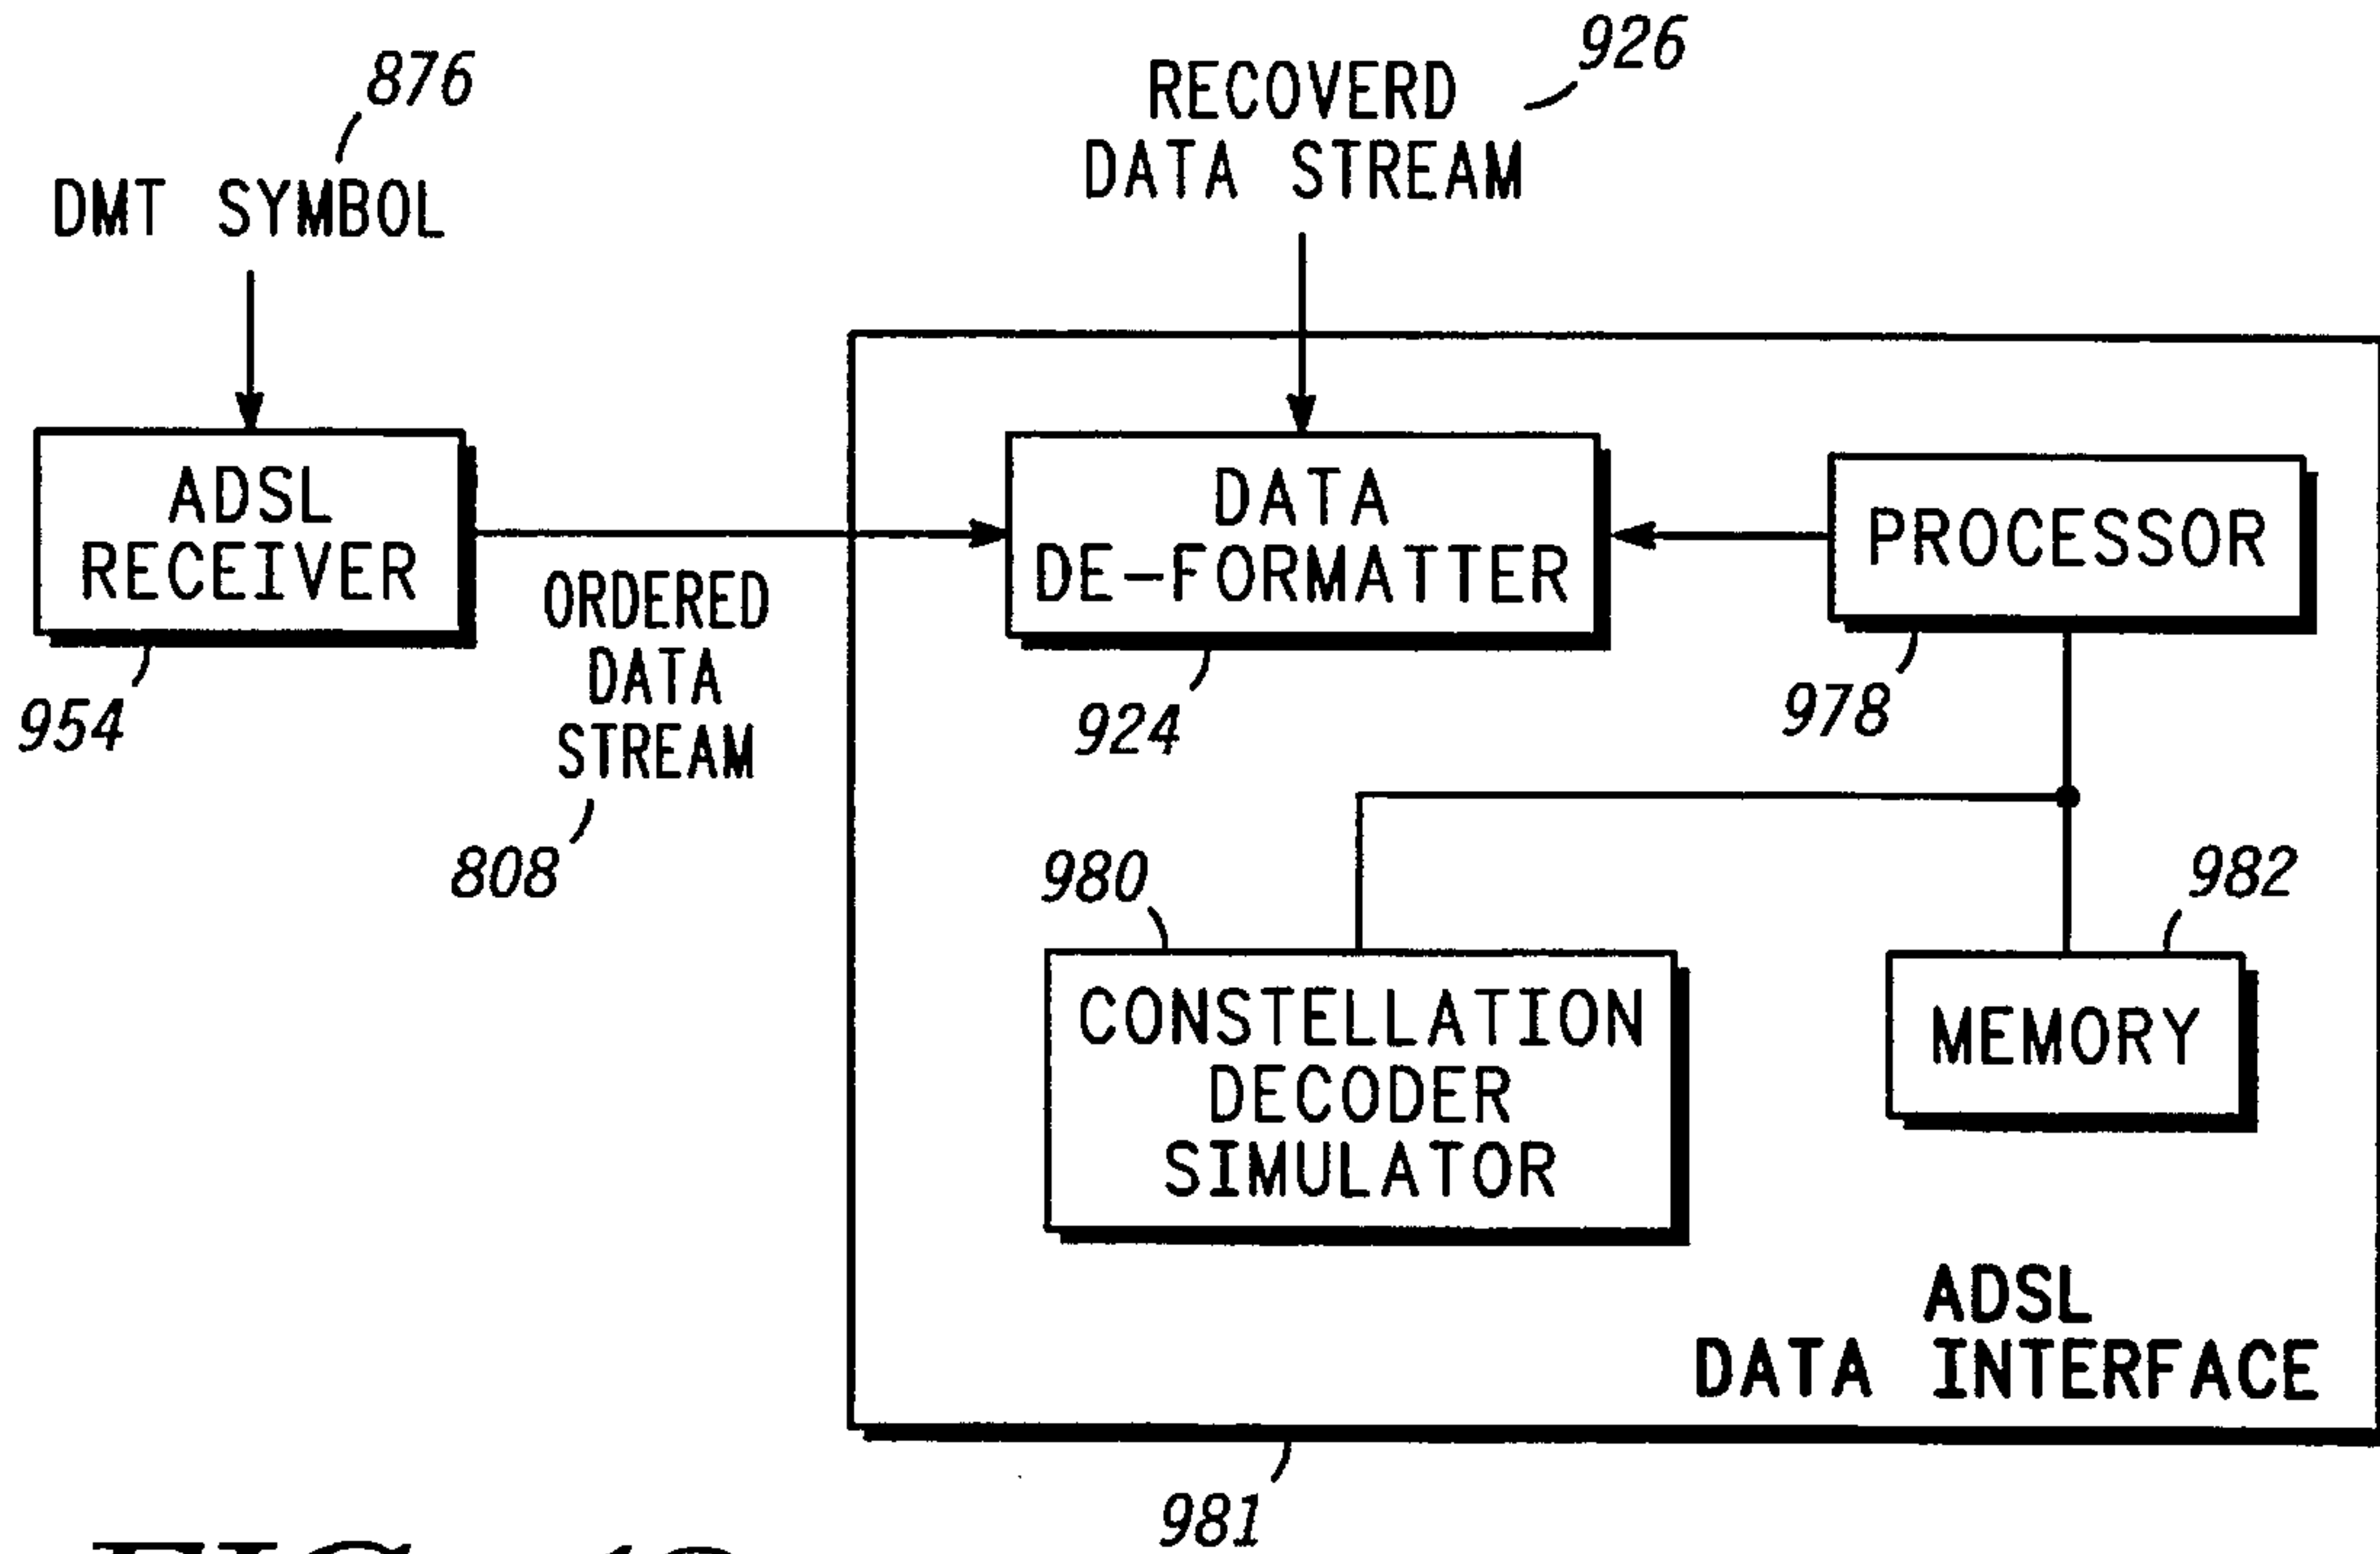 876
DMT SYMBOL
926
RECOVERD
DATA STREAM
ADSL
RECEIVER
954
ORDERED
DATA
STREAM
808
DATA
DE-FORMATTER
924
PROCESSOR
978
980
CONSTELLATION
DECODER
SIMULATOR
982
MEMORY
ADSL
DATA INTERFACE
981